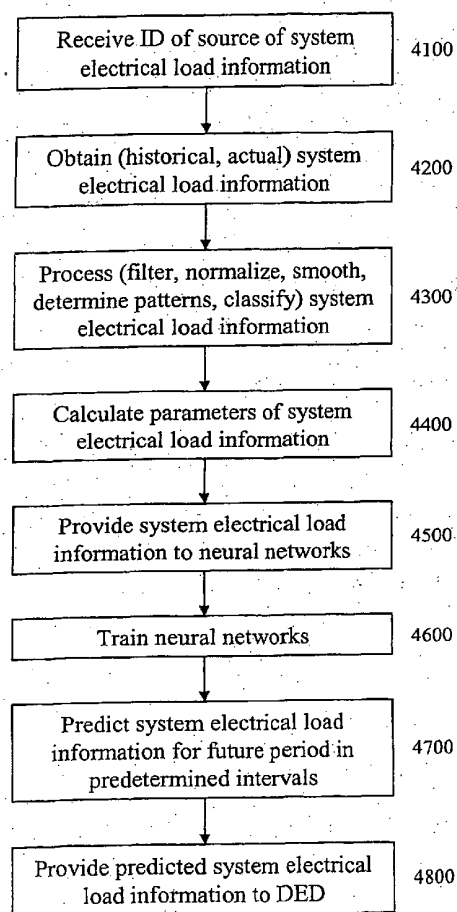 Receive ID of source of system
electrical load information
4100
Obtain (historical, actual) system
electrical load information
4200
Process (filter, normalize, smooth,
determine patterns, classify) system
electrical load information
4300
Calculate parameters of system
electrical load information
4400
Provide system electrical load
information to neural networks
4500
Train neural networks
4600
Predict system electrical load
information for future period in
predetermined intervals
4700
Provide predicted system electrical
load information to DED
4800